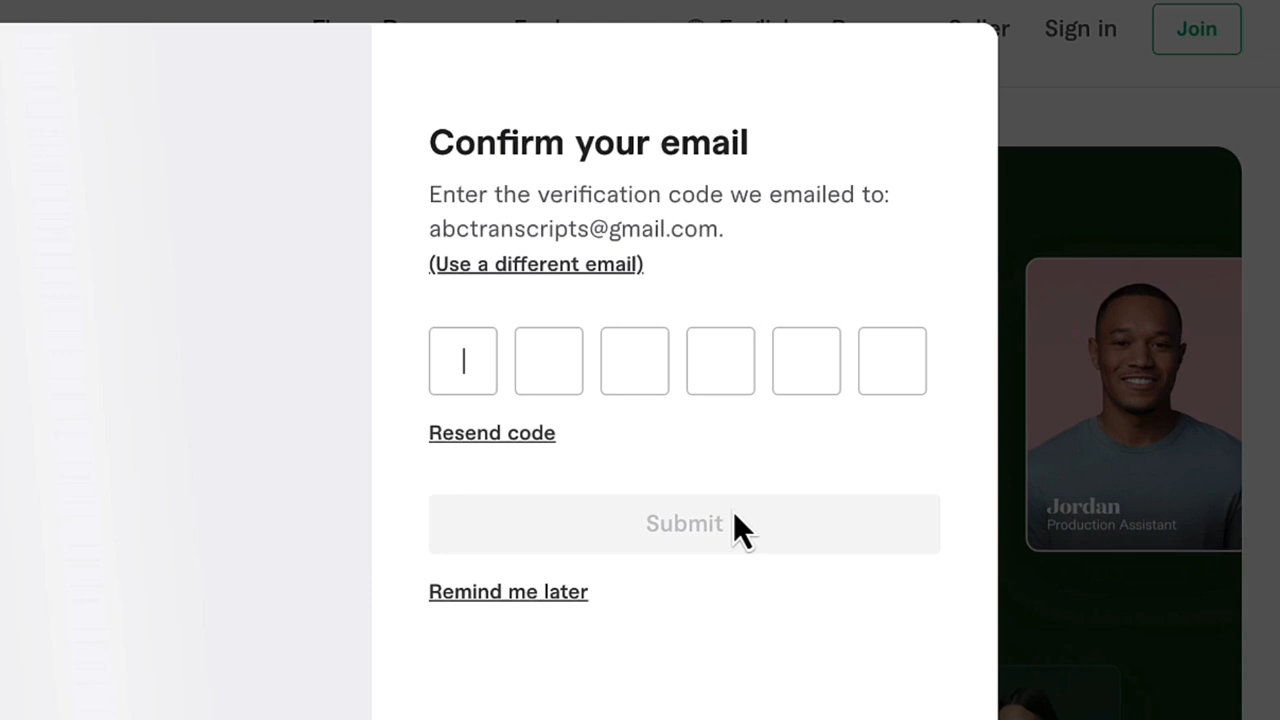 Sign in
Join
Confirm your email
Enter the verification code we emailed to:
abctranscripts@gmail.com.
(Use a different email)
Resend code
Submit
Remind me later
Jordan
Production Assistant